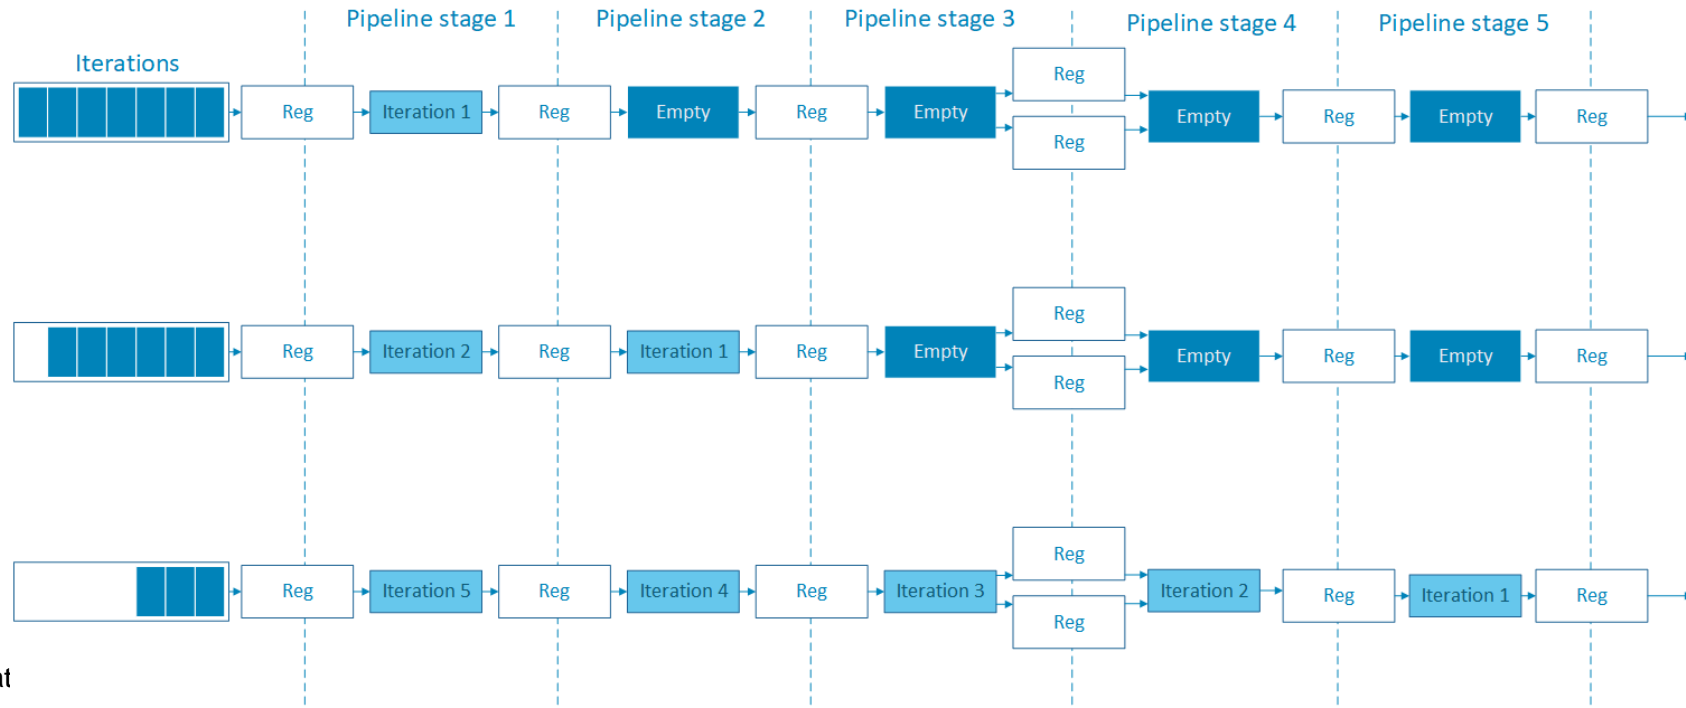 Pipeline stage 1
Pipeline stage 2
Pipeline stage 3
Pipeline stage 4
Pipeline stage 5
Iterations
Reg
Reg Iteration 1 Reg Empty Reg Empty Empty Reg Empty Reg
Reg
Reg
Reg Iteration 2 Reg Iteration 1 Reg Empty Empty Reg Empty Reg
Reg
Reg
Reg Iteration 5 Reg Iteration 4 Reg Iteration 3 Iteration 2 Reg Iteration 1 Reg
Reg